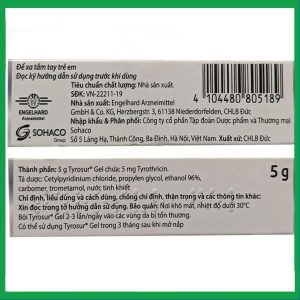 Để xa tầm tay trẻ em
Đọc kỹ hướng dẫn sử dụng trước khi dùng
Tiêu chuẩn chất lượng: Nhà sản xuất.
SĐK: VN-22211-19
Nhà sản xuất: Engelhard Arzneimittel
GmbH & Co. KG, Herzbergstr. 3, 61138 Niederdorfelden, CHLB Đức
Nhập khẩu & Phân phối: Công ty cổ phần Tập đoàn Dược phẩm và Thương mại
Sohaco
Số 5 Láng Hạ, Thành Công, Ba Đình, Hà Nội, Việt Nam. Xuất xứ: CHLB Đức
ENGELHARD
Arzneimittel
SOHACO
Group
4 104480 805189
Thành phần: 5 g Tyrosur Gel chứa: 5 mg Tyrothricin.
Tá dược: Cetylpyridinium chloride, propylen glycol, ethanol 96%,
carbomer, trometamol, nước tinh khiết
Chỉ định, liều dùng và cách dùng, chống chỉ định, thận trọng và các thông tin khác:
Xin đọc trong tờ hướng dẫn sử dụng. Bảo quản: Nơi khô mát, nhiệt độ dưới 30°C
Bôi Tyrosur Gel 2-3 lần/ngày vào các vùng da bị tổn thương.
Có thể sử dụng Tyrosur Gel trong 3 tháng sau khi mở nắp
5 g